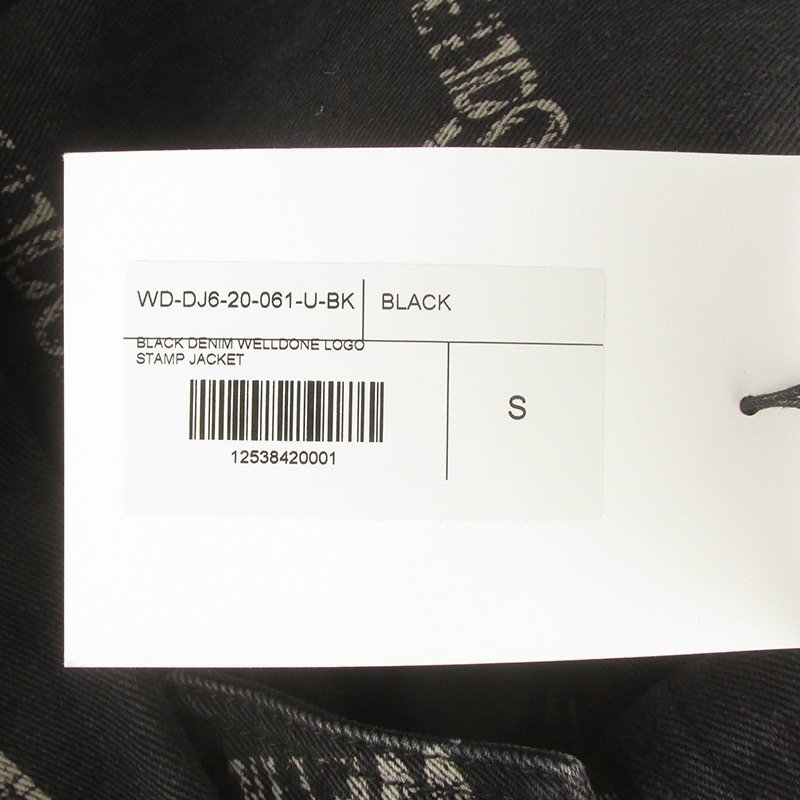 WD-DJ6-20-061-U-BK BLACK
BLACK DENIM WELLDONE LOGO
STAMP JACKET
S
12538420001